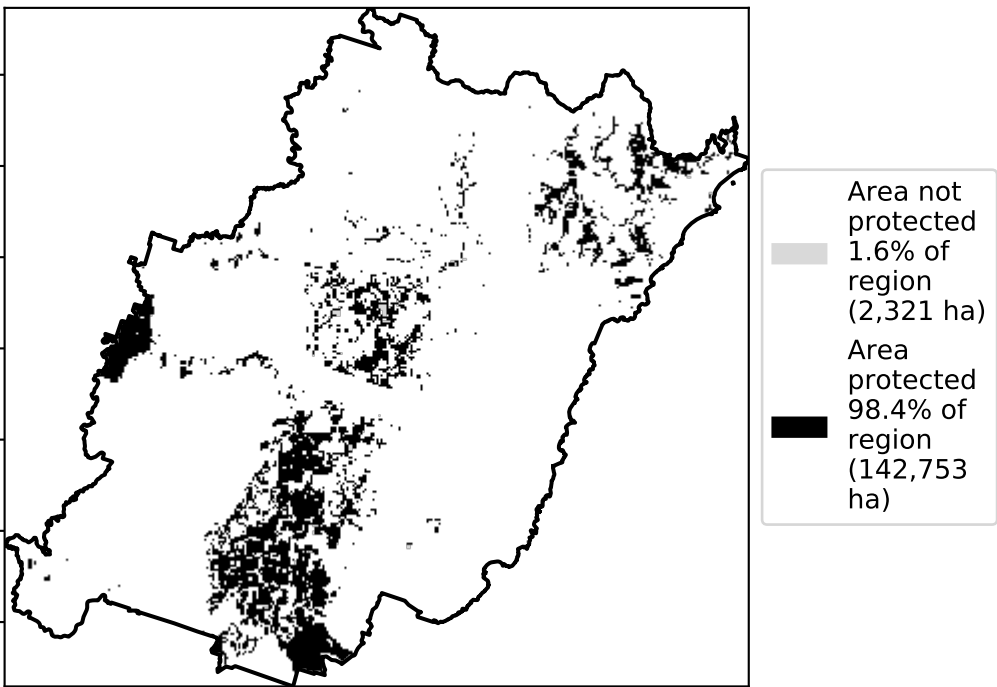 Area not
protected
1.6% of
region
(2,321 ha)
Area
protected
98.4% of
region
(142,753
ha)